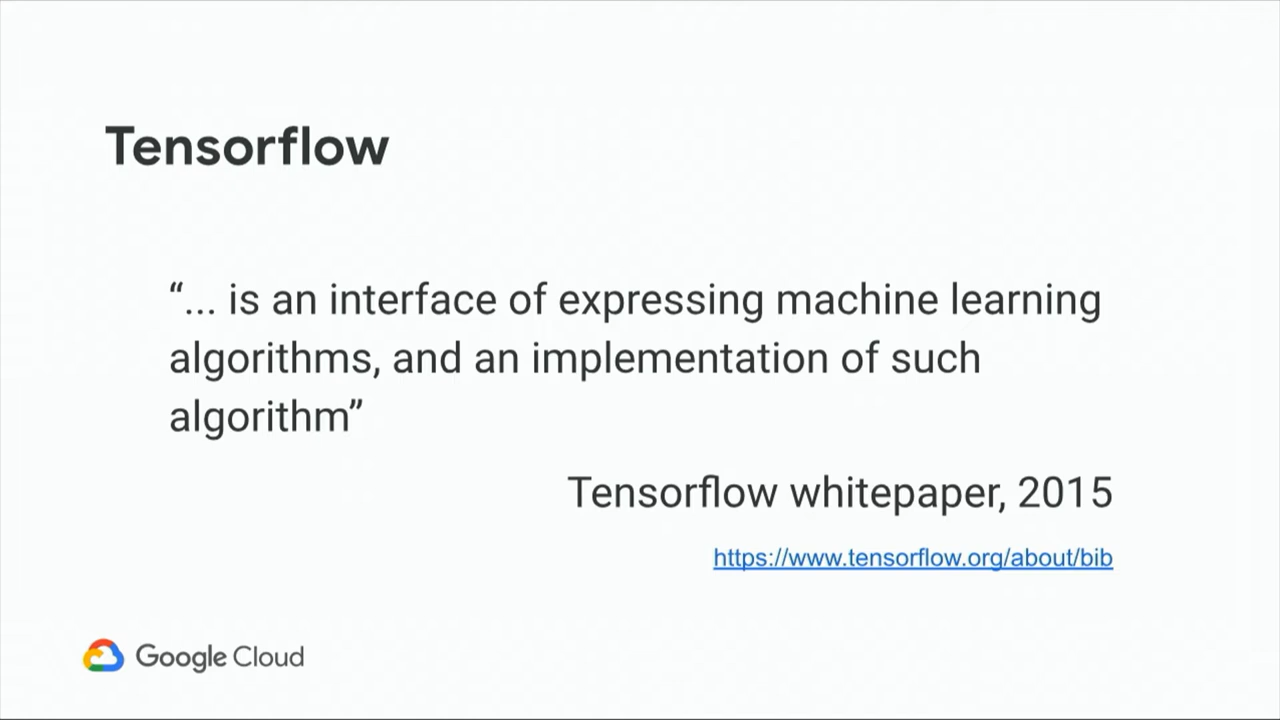 Tensorflow
“... is an interface of expressing machine learning
algorithms, and an implementation of such
algorithm”
Tensorflow whitepaper, 2015
https://www.tensorflow.org/about/bib
Google Cloud